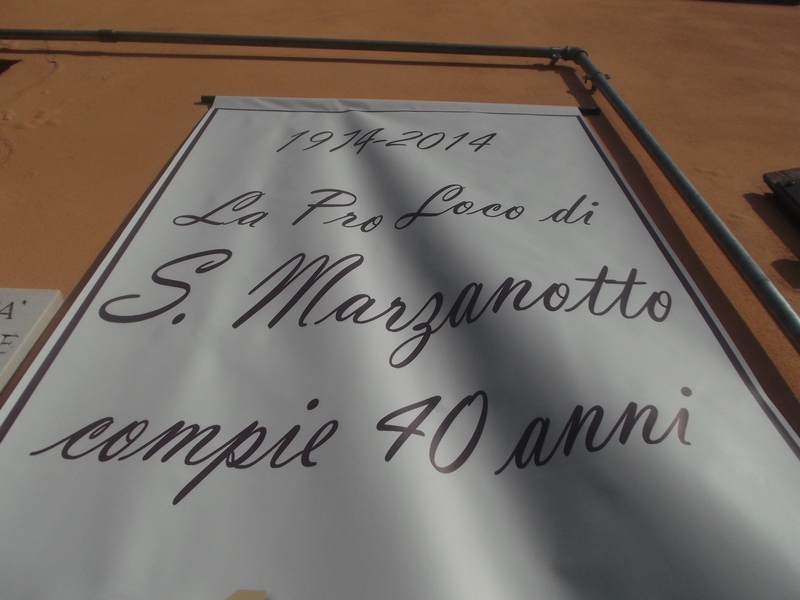 1974-2014
La Pro Loco di
S. Marzanotto
compie 40 anni
A'
E